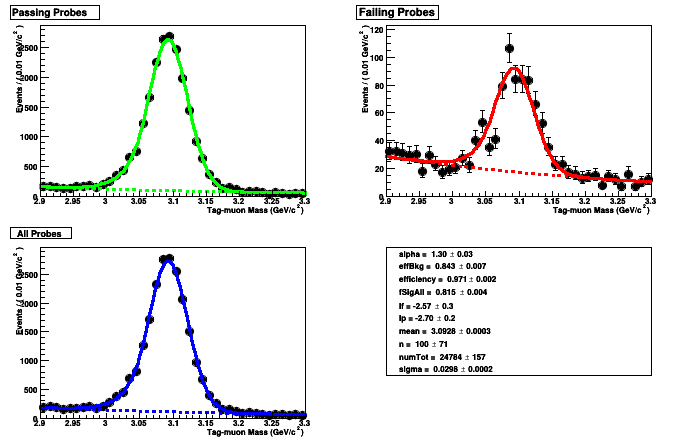 Passing Probes
Events / ( 0.01 GeV/c² )
2500
2000
1500
1000
500
0
2.9 2.95 3 3.05 3.1 3.15 3.2 3.25 3.3
Tag-muon Mass (GeV/c²)
Failing Probes
Events / ( 0.01 GeV/c² )
120
100
80
60
40
20
0
2.9 2.95 3 3.05 3.1 3.15 3.2 3.25 3.3
Tag-muon Mass (GeV/c²)
All Probes
Events / ( 0.01 GeV/c² )
2500
2000
1500
1000
500
0
2.9 2.95 3 3.05 3.1 3.15 3.2 3.25 3.3
Tag-muon Mass (GeV/c²)
alpha = 1.30 ± 0.03
effBkg = 0.843 ± 0.007
efficiency = 0.971 ± 0.002
fSigAll = 0.815 ± 0.004
lf = -2.57 ± 0.3
lp = -2.70 ± 0.2
mean = 3.0928 ± 0.0003
n = 100 ± 71
numTot = 24784 ± 157
sigma = 0.0298 ± 0.0002